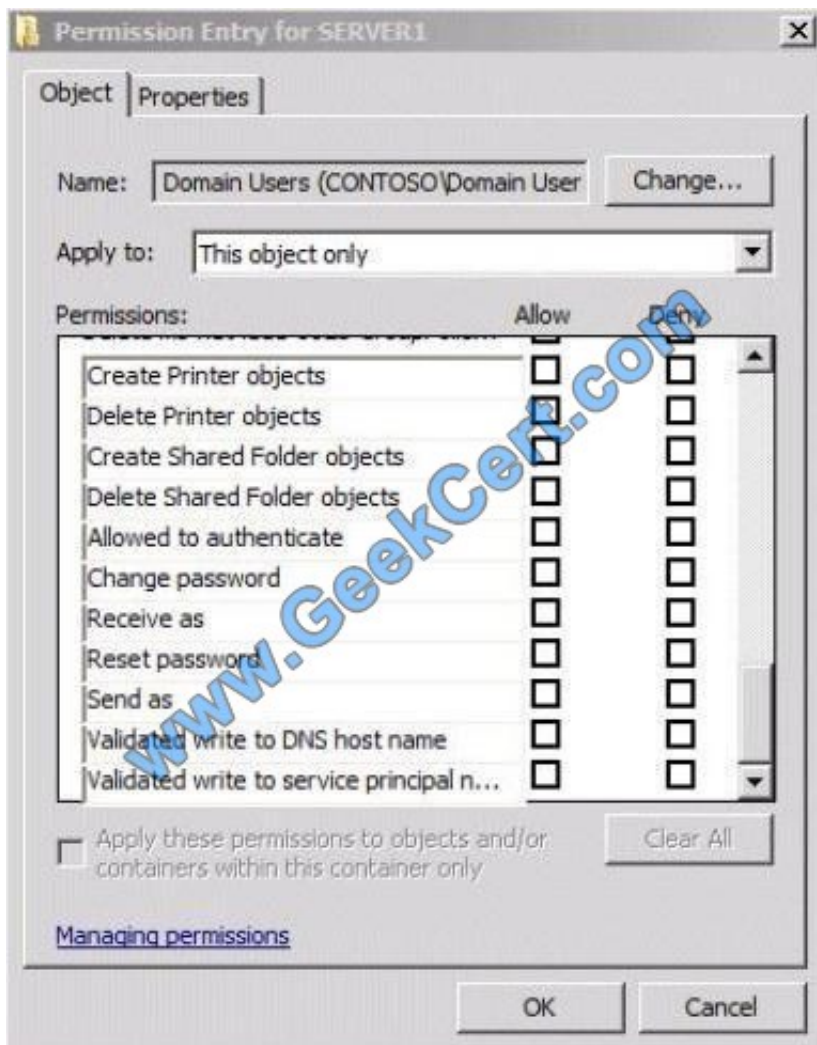 Permission Entry for SERVER1
Object
Properties
Name: Domain Users (CONTOSO\Domain User
Change...
Apply to: This object only
Permissions: Allow Deny
Create Printer objects
Delete Printer objects
Create Shared Folder objects
Delete Shared Folder objects
Allowed to authenticate
Change password
Receive as
Reset password
Send as
Validated write to DNS host name
Validated write to service principal n...
www.GeekCert.com
Apply these permissions to objects and/or
containers within this container only
Clear All
Managing permissions
OK
Cancel